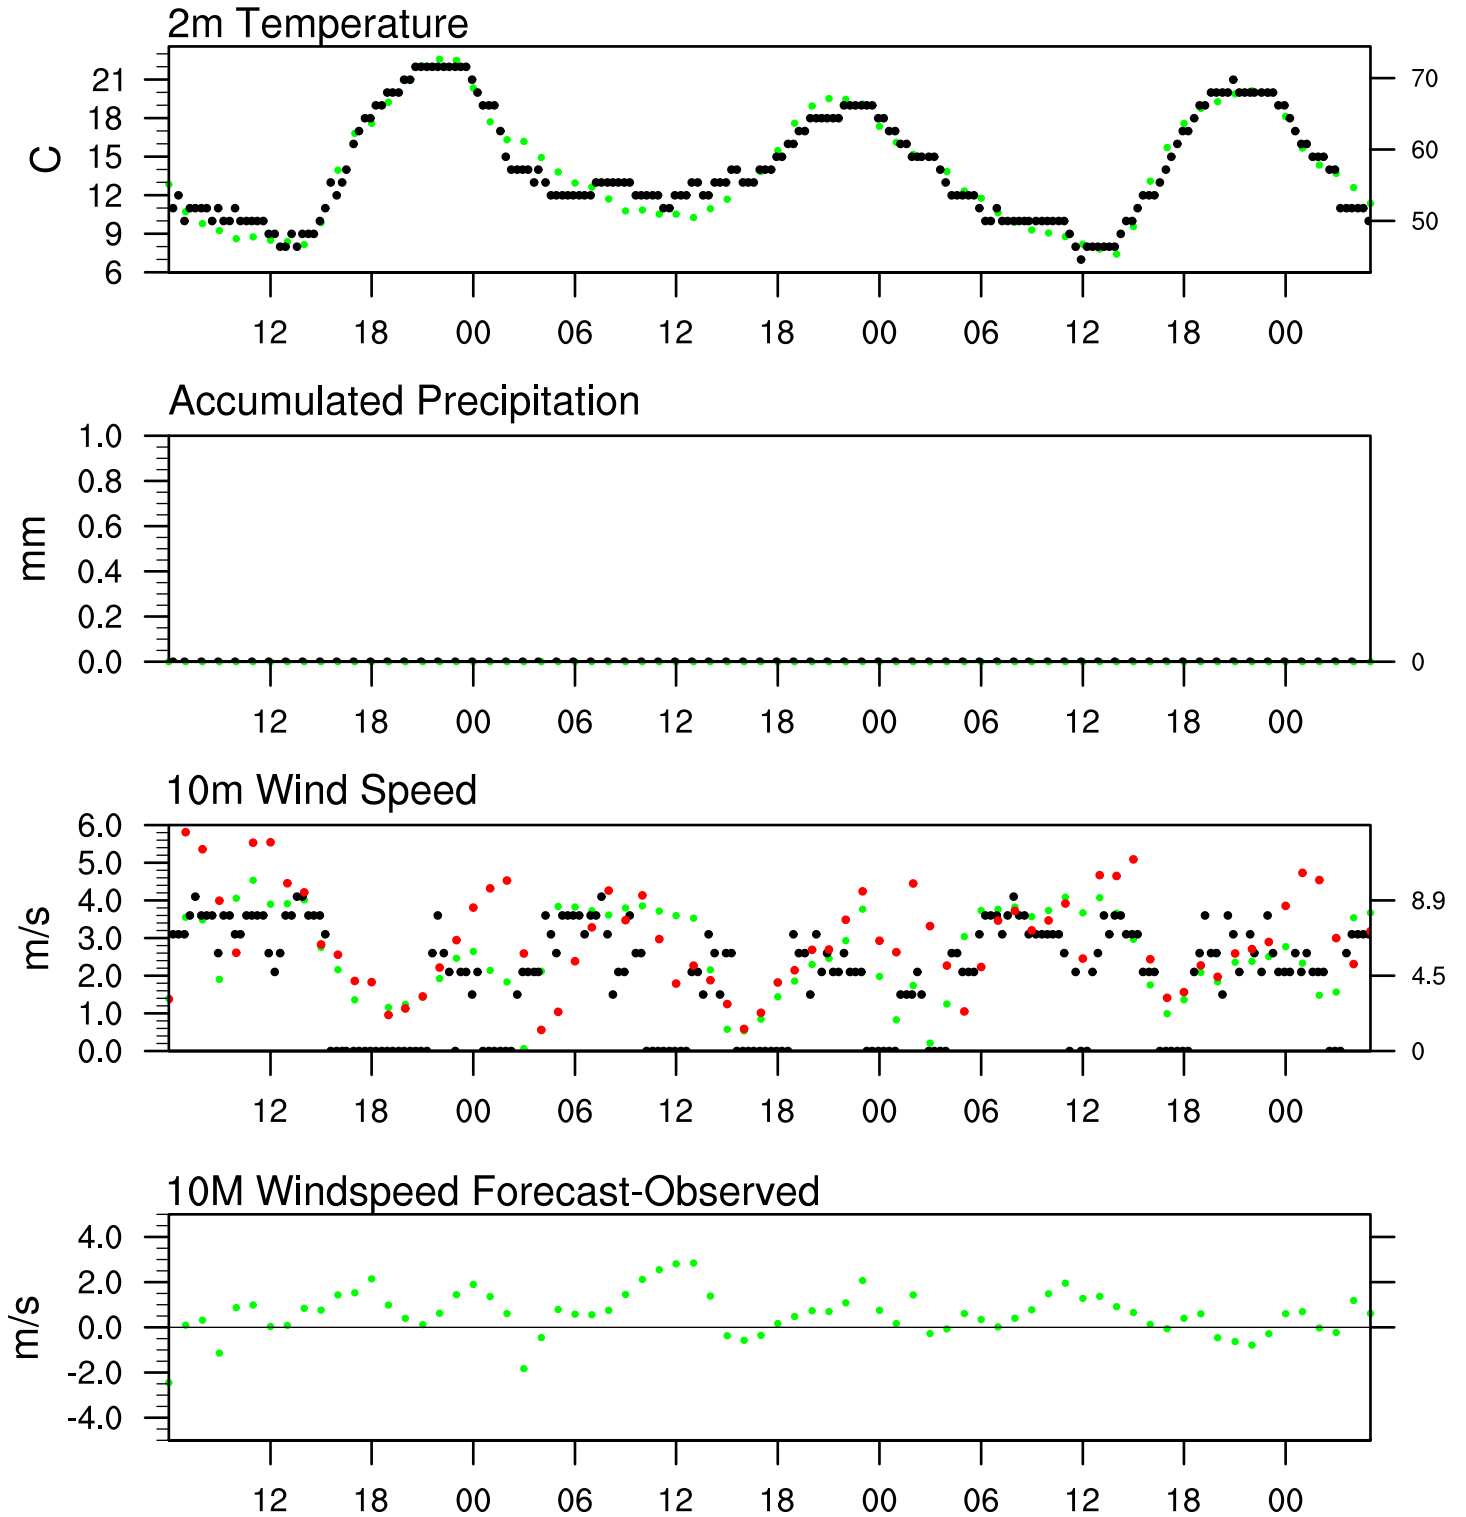 2m Temperature
21 70
18
15 60
C
12
9 50
6
12 18 00 06 12 18 00 06 12 18 00
Accumulated Precipitation
1.0
0.8
0.6
mm
0.4
0.2
0.0 0
12 18 00 06 12 18 00 06 12 18 00
10m Wind Speed
6.0
5.0
4.0 8.9
3.0
m/s
2.0 4.5
1.0
0.0 0
12 18 00 06 12 18 00 06 12 18 00
10M Windspeed Forecast-Observed
4.0
2.0
0.0
m/s
-2.0
-4.0
12 18 00 06 12 18 00 06 12 18 00